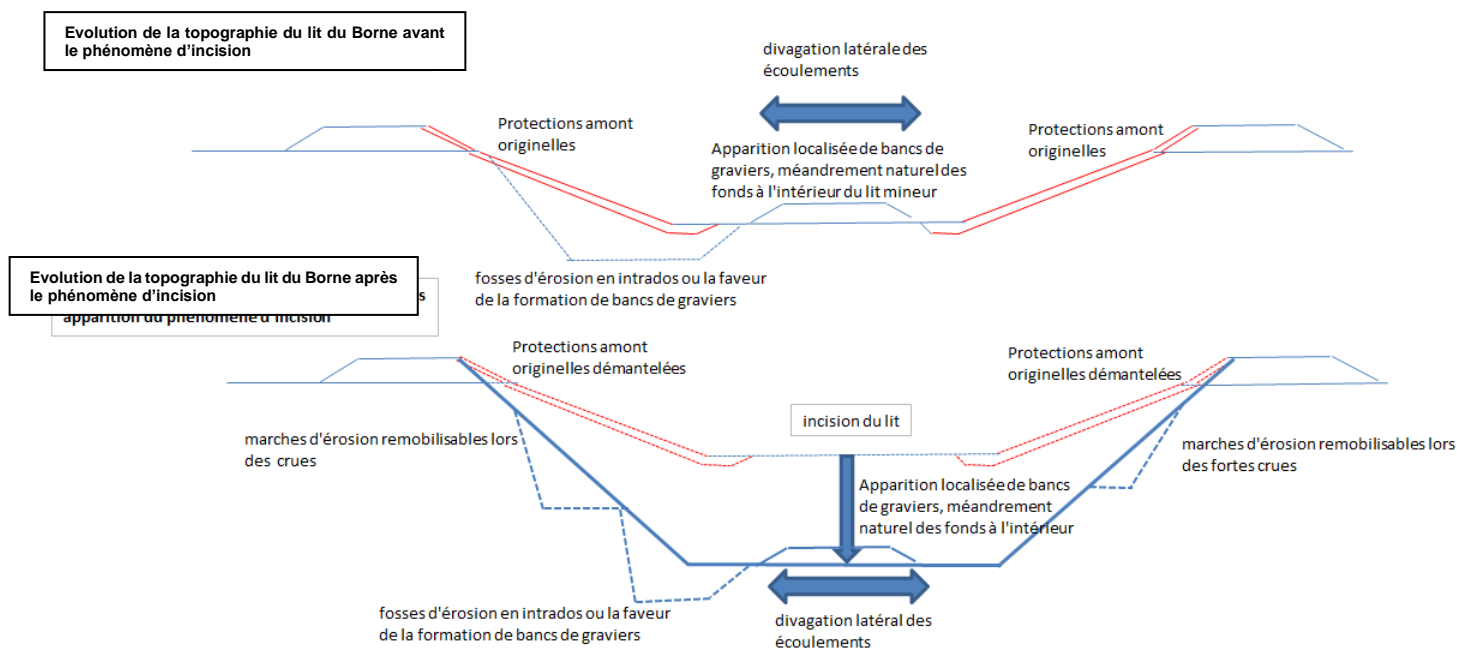 Evolution de la topographie du lit du Borne avant
le phénomène d'incision
divagation latérale des
écoulements
Protections amont
originelles
Apparition localisée de bancs de
graviers, méandrement naturel des
fonds à l'intérieur du lit mineur
Protections amont
originelles
fosses d'érosion en intrados ou la faveur
de la formation de bancs de graviers
Evolution de la topographie du lit du Borne après
le phénomène d'incision
s
apparition du phénomène d'incision
Protections amont
originelles démantelées
Protections amont
originelles démantelées
incision du lit
marches d'érosion remobilisables lors
des crues
marches d'érosion remobilisables lors
des fortes crues
Apparition localisée de bancs
de graviers, méandrement
naturel des fonds à l'intérieur
fosses d'érosion en intrados ou la faveur
de la formation de bancs de graviers
divagation latéral des
écoulements